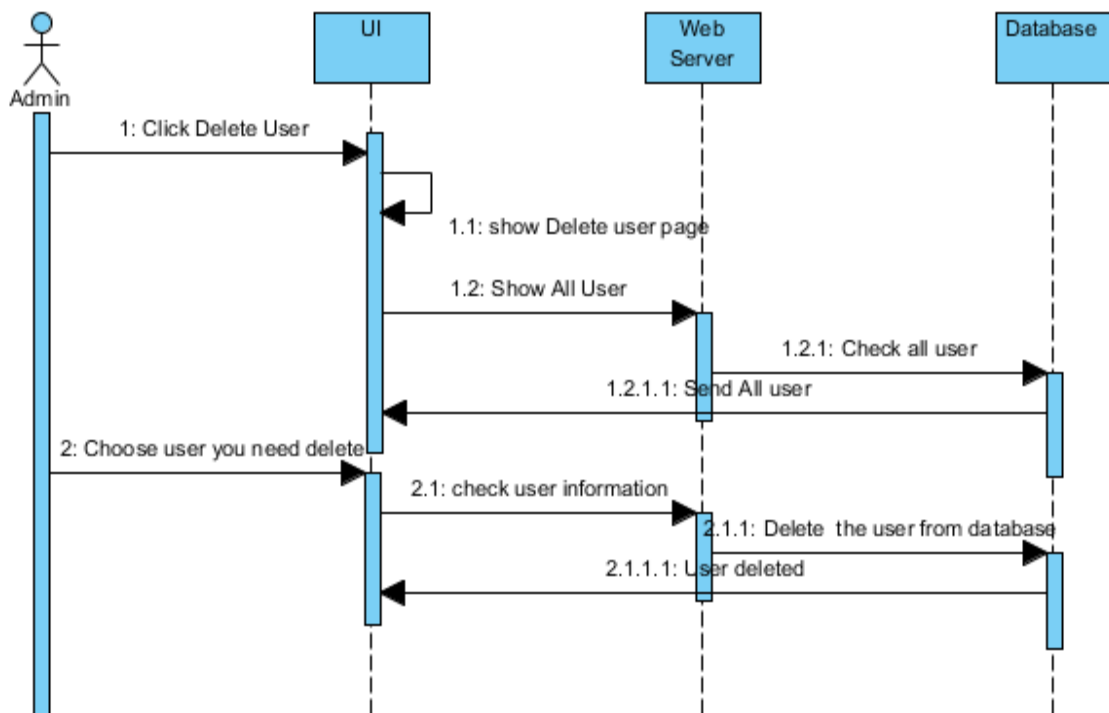 UI
Web
Server
Database
Admin
1: Click Delete User
1.1: show Delete user page
1.2: Show All User
1.2.1: Check all user
1.2.1.1: Send All user
2: Choose user you need delete
2.1: check user information
2.1.1: Delete  the user from database
2.1.1.1: User deleted